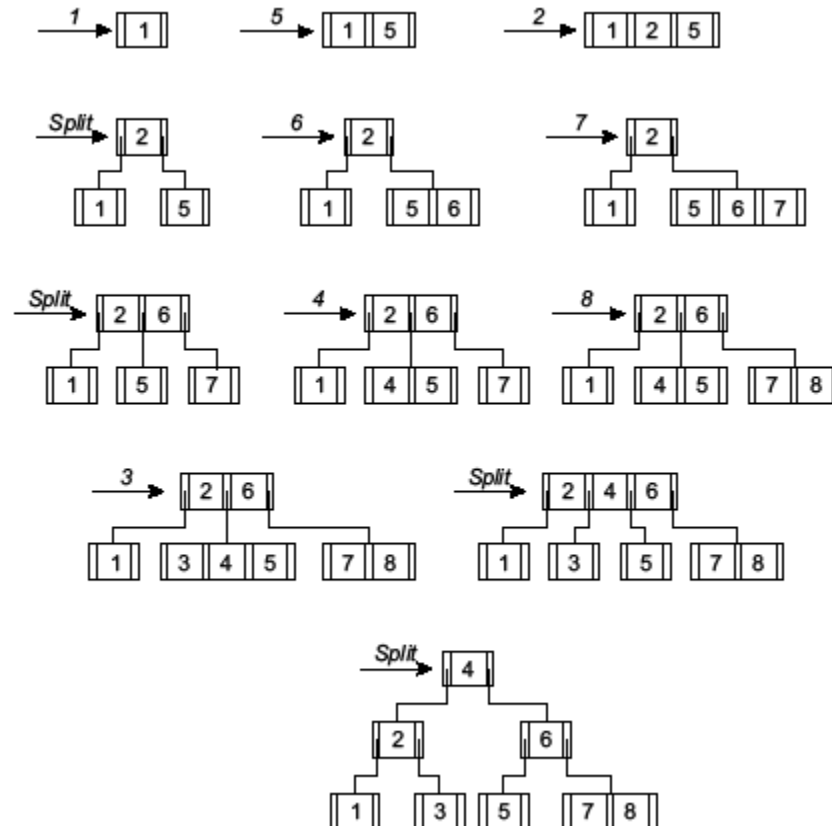 1 1 5 1 5 2 1 2 5
Split 2 6 2 7 2
1 5 1 5 6 1 5 6 7
Split 2 6 4 2 6 8 2 6
1 5 7 1 4 5 7 1 4 5 7 8
3 2 6 Split 2 4 6
1 3 4 5 7 8 1 3 5 7 8
Split 4
2 6
1 3 5 7 8